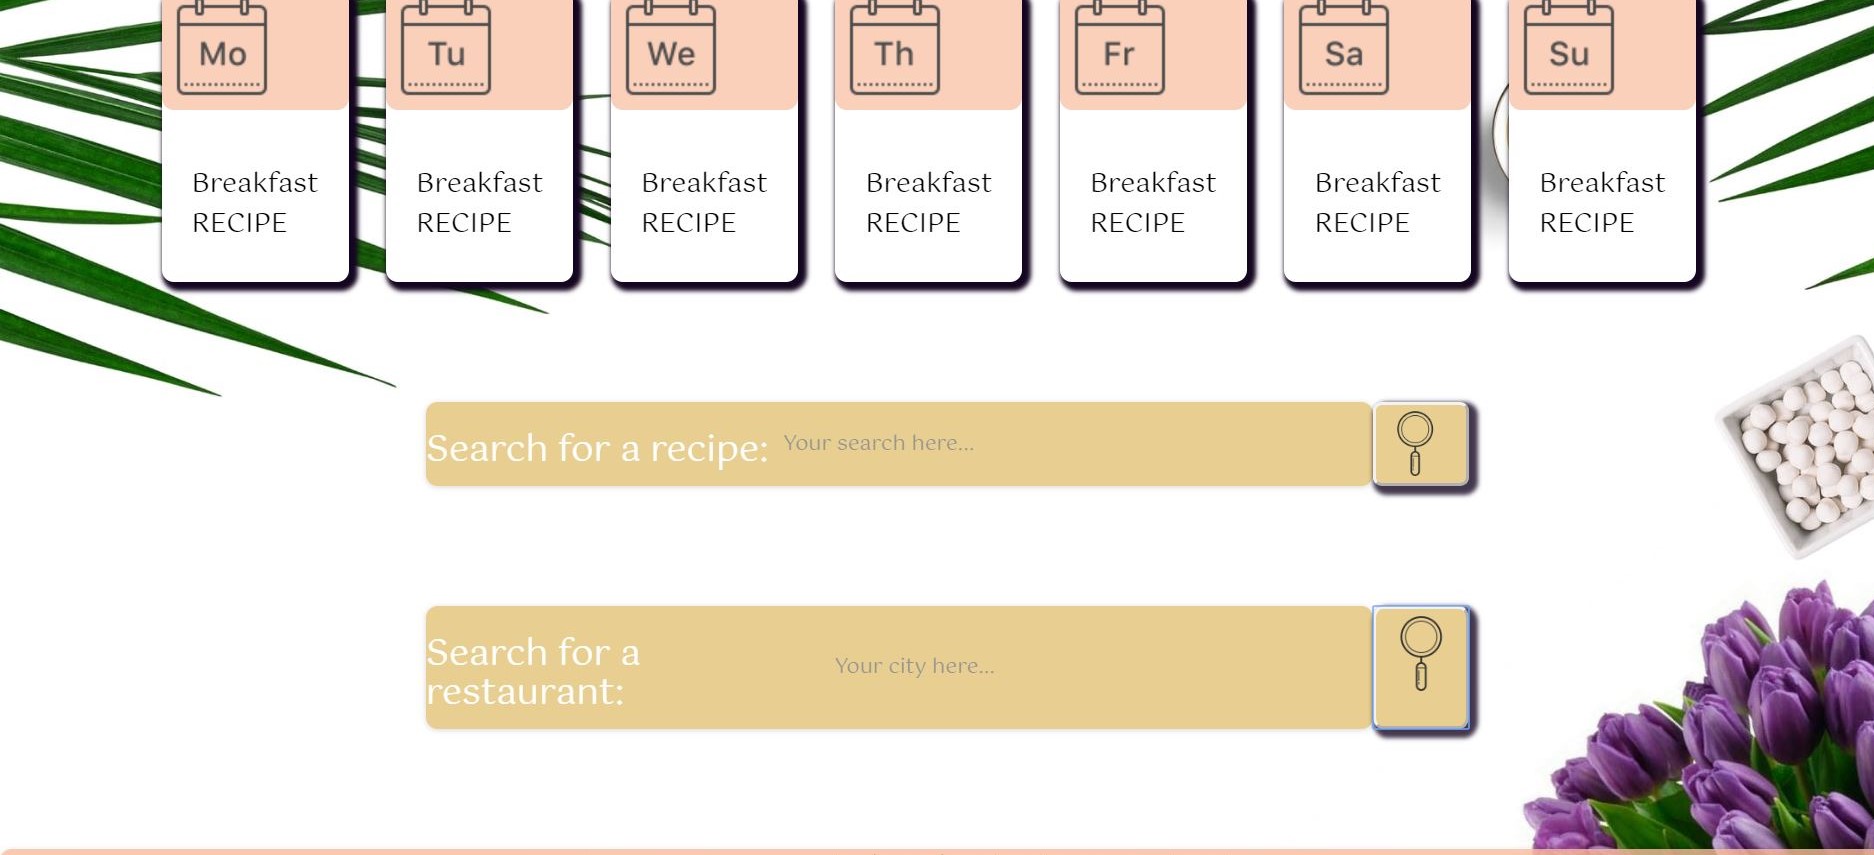 Mo Tu We Th Fr Sa Su
Breakfast Breakfast Breakfast Breakfast Breakfast Breakfast Breakfast
RECIPE RECIPE RECIPE RECIPE RECIPE RECIPE RECIPE
Search for a recipe: Your search here...
Search for a
restaurant:
Your city here...